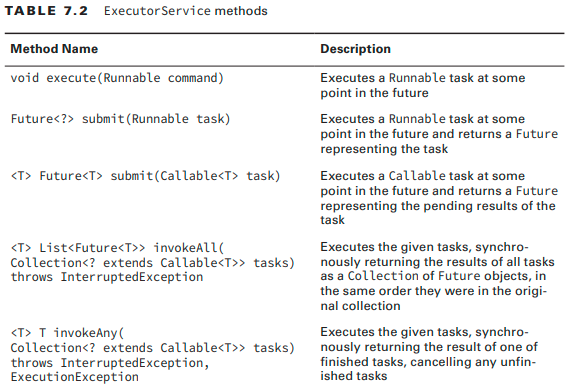 TABLE 7.2 ExecutorService methods
Method Name Description
void execute(Runnable command) Executes a Runnable task at some
point in the future
Future<?> submit(Runnable task) Executes a Runnable task at some
point in the future and returns a Future
representing the task
<T> Future<T> submit(Callable<T> task) Executes a Callable task at some
point in the future and returns a Future
representing the pending results of the
task
<T> List<Future<T>> invokeAll( Executes the given tasks, synchro-
Collection<? extends Callable<T>> tasks) nously returning the results of all tasks
throws InterruptedException as a Collection of Future objects, in
the same order they were in the origi-
nal collection
<T> T invokeAny( Executes the given tasks, synchro-
Collection<? extends Callable<T>> tasks) nously returning the result of one of
throws InterruptedException, finished tasks, cancelling any unfin-
ExecutionException ished tasks